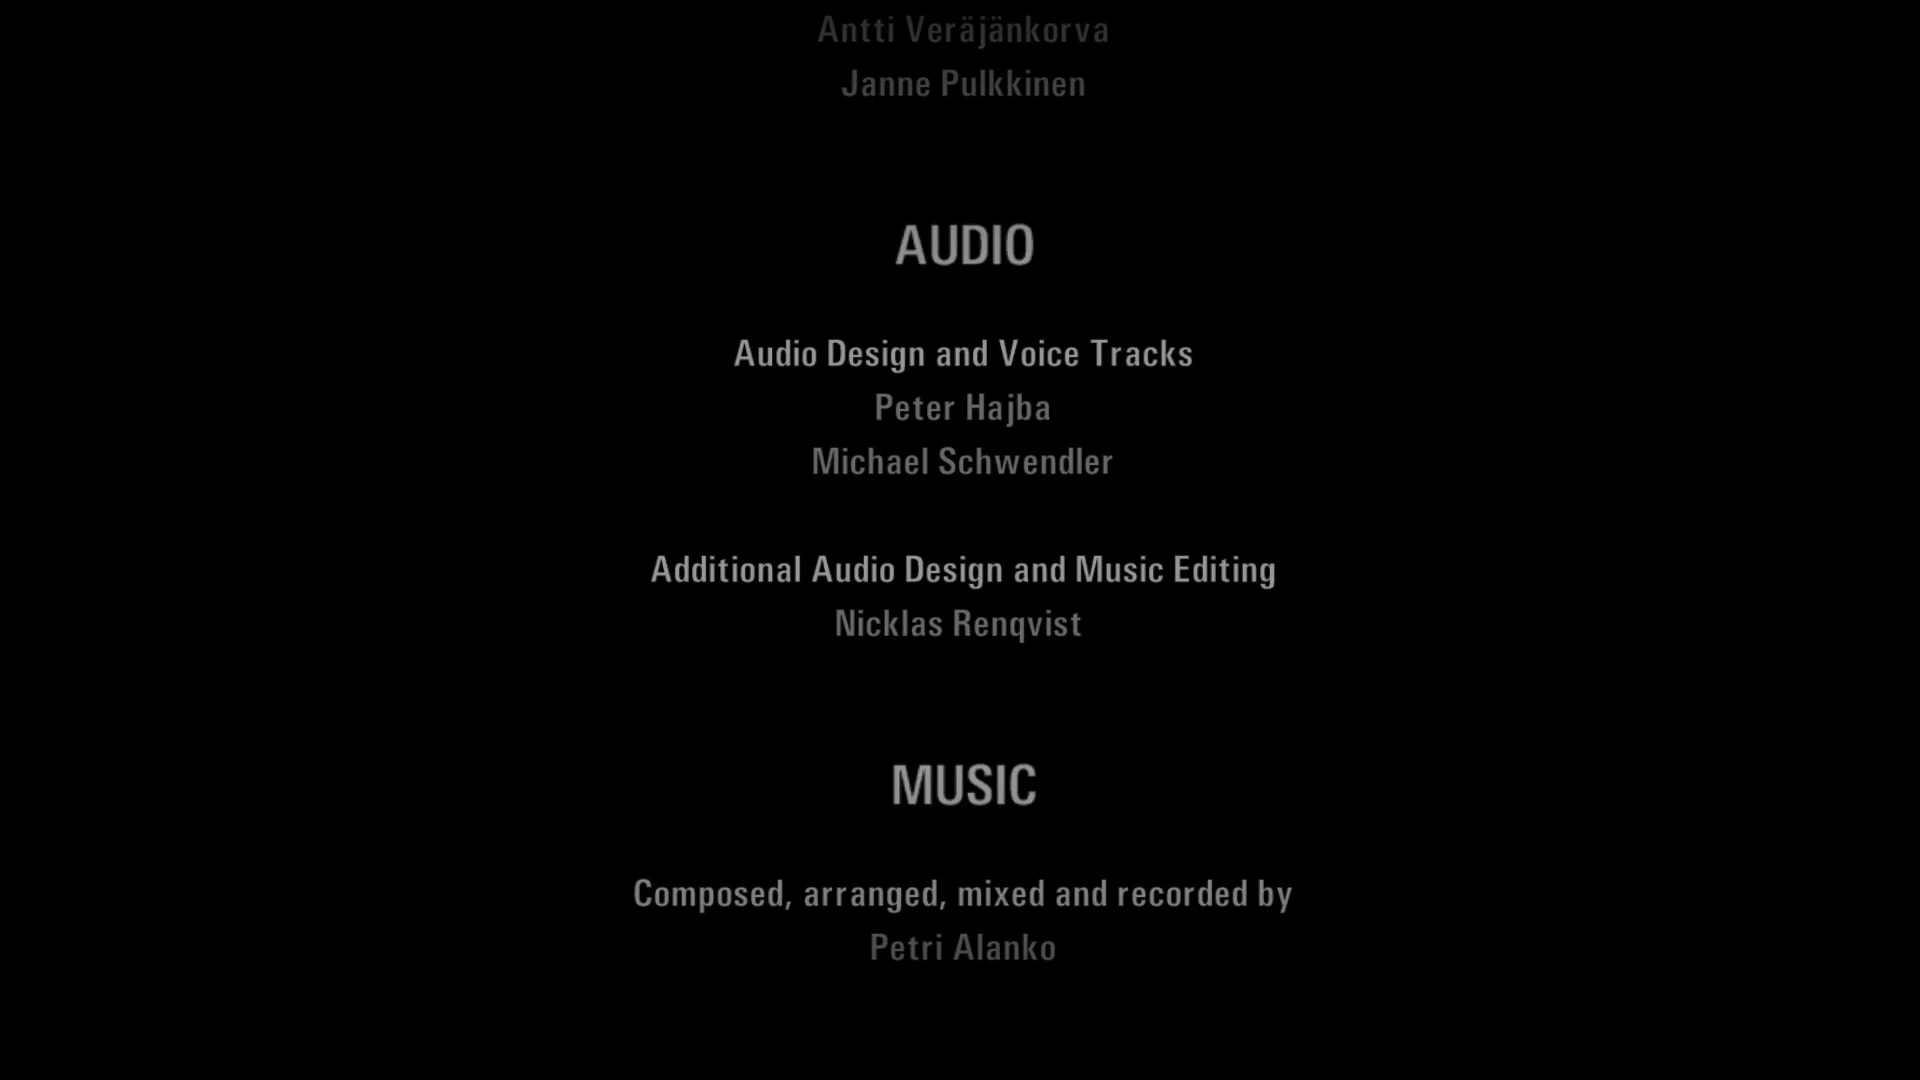 Antti Veräjänkorva
Janne Pulkkinen
AUDIO
Audio Design and Voice Tracks
Peter Hajba
Michael Schwendler
Additional Audio Design and Music Editing
Nicklas Renqvist
MUSIC
Composed, arranged, mixed and recorded by
Petri Alanko